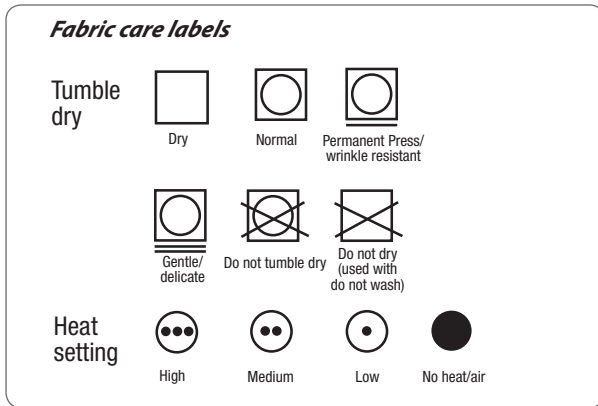 Fabric care labels
Tumble
dry
Dry
Normal
Permanent Press/
wrinkle resistant
Gentle/
delicate
Do not tumble dry
Do not dry
(used with
do not wash)
Heat
setting
High
Medium
Low
No heat/air